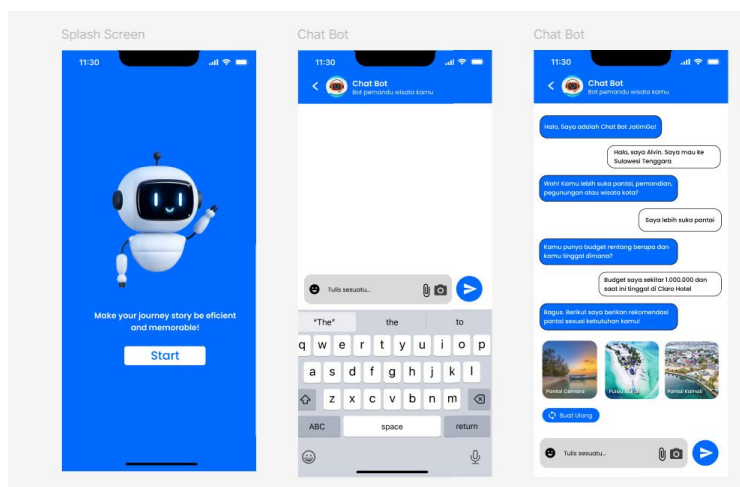 Splash Screen
11:30
Make your journey story be eficient
and memorable!
Start
Chat Bot
11:30
Chat Bot
Bot pemandu wisata kamu
Tulis sesuatu...
"The"
the
to
q w e r t y u i o p
a s d f g h j k l
z x c v b n m
ABC
space
return
Chat Bot
11:30
Chat Bot
Bot pemandu wisata kamu
Halo, Saya adalah Chat Bot JatimGo!
Halo, saya Alvin. Saya mau ke
Sulawesi Tenggara
Wah! Kamu lebih suka pantai, pemandian,
pegunungan atau wisata kota?
Saya lebih suka pantai
Kamu punya budget rentang berapa dan
kamu tinggal dimana?
Budget saya sekitar 1.000.000 dan
saat ini tinggal di Claro Hotel
Bagus. Berikut saya berikan rekomendasi
pantai sesuai kebutuhan kamu!
Pantai Cemara
Pulau
Pantai Kamali
Buat Ulang
Tulis sesuatu...